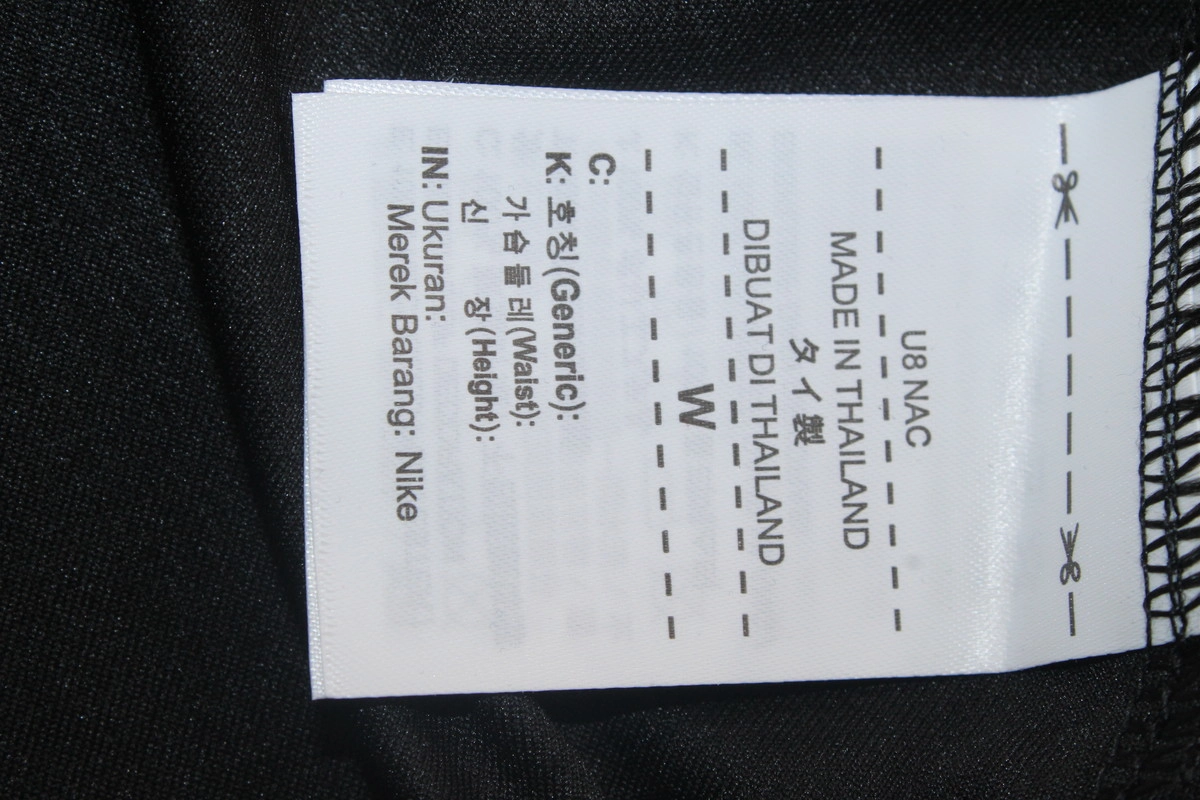 U8 NAC
MADE IN THAILAND
タイ製
DIBUAT DI THAILAND
W
C:
K: 호칭(Generic):
가슴둘레(Waist):
신 장(Height):
IN: Ukuran:
Merek Barang: Nike